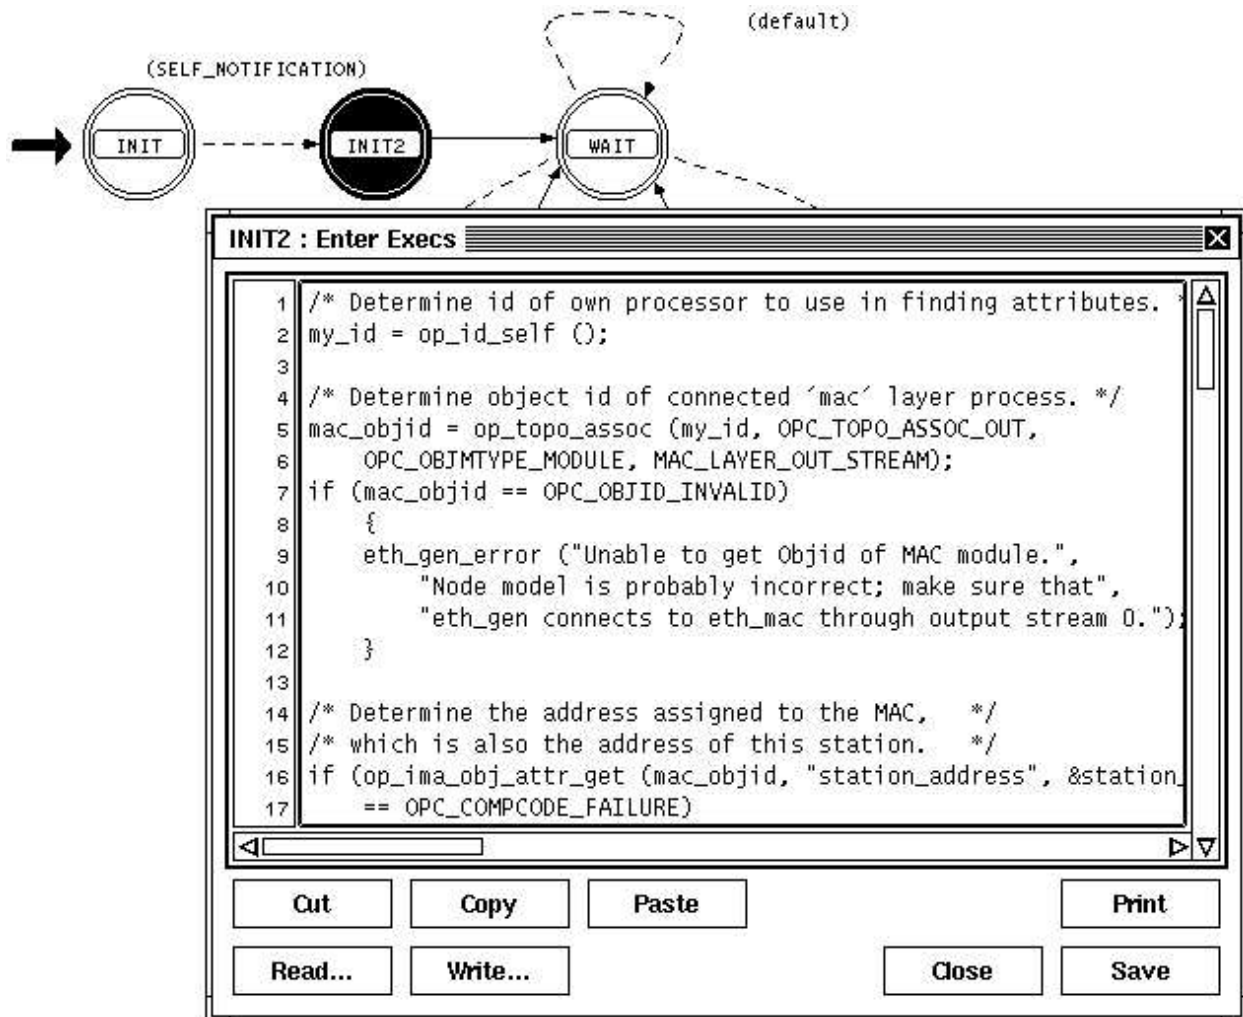 (default)
(SELF_NOTIFICATION)
INIT
INIT2
WAIT
INIT2 : Enter Execs
1 /* Determine id of own processor to use in finding attributes. *
2 my_id = op_id_self ();
3
4 /* Determine object id of connected ´mac´ layer process. */
5 mac_objid = op_topo_assoc (my_id, OPC_TOPO_ASSOC_OUT,
6 OPC_OBJMTYPE_MODULE, MAC_LAYER_OUT_STREAM);
7 if (mac_objid == OPC_OBJID_INVALID)
8 {
9 eth_gen_error ("Unable to get Objid of MAC module.",
10 "Node model is probably incorrect; make sure that",
11 "eth_gen connects to eth_mac through output stream 0.");
12 }
13
14 /* Determine the address assigned to the MAC, */
15 /* which is also the address of this station. */
16 if (op_ima_obj_attr_get (mac_objid, "station_address", &station_
17 == OPC_COMPCODE_FAILURE)
Cut
Copy
Paste
Print
Read...
Write...
Close
Save